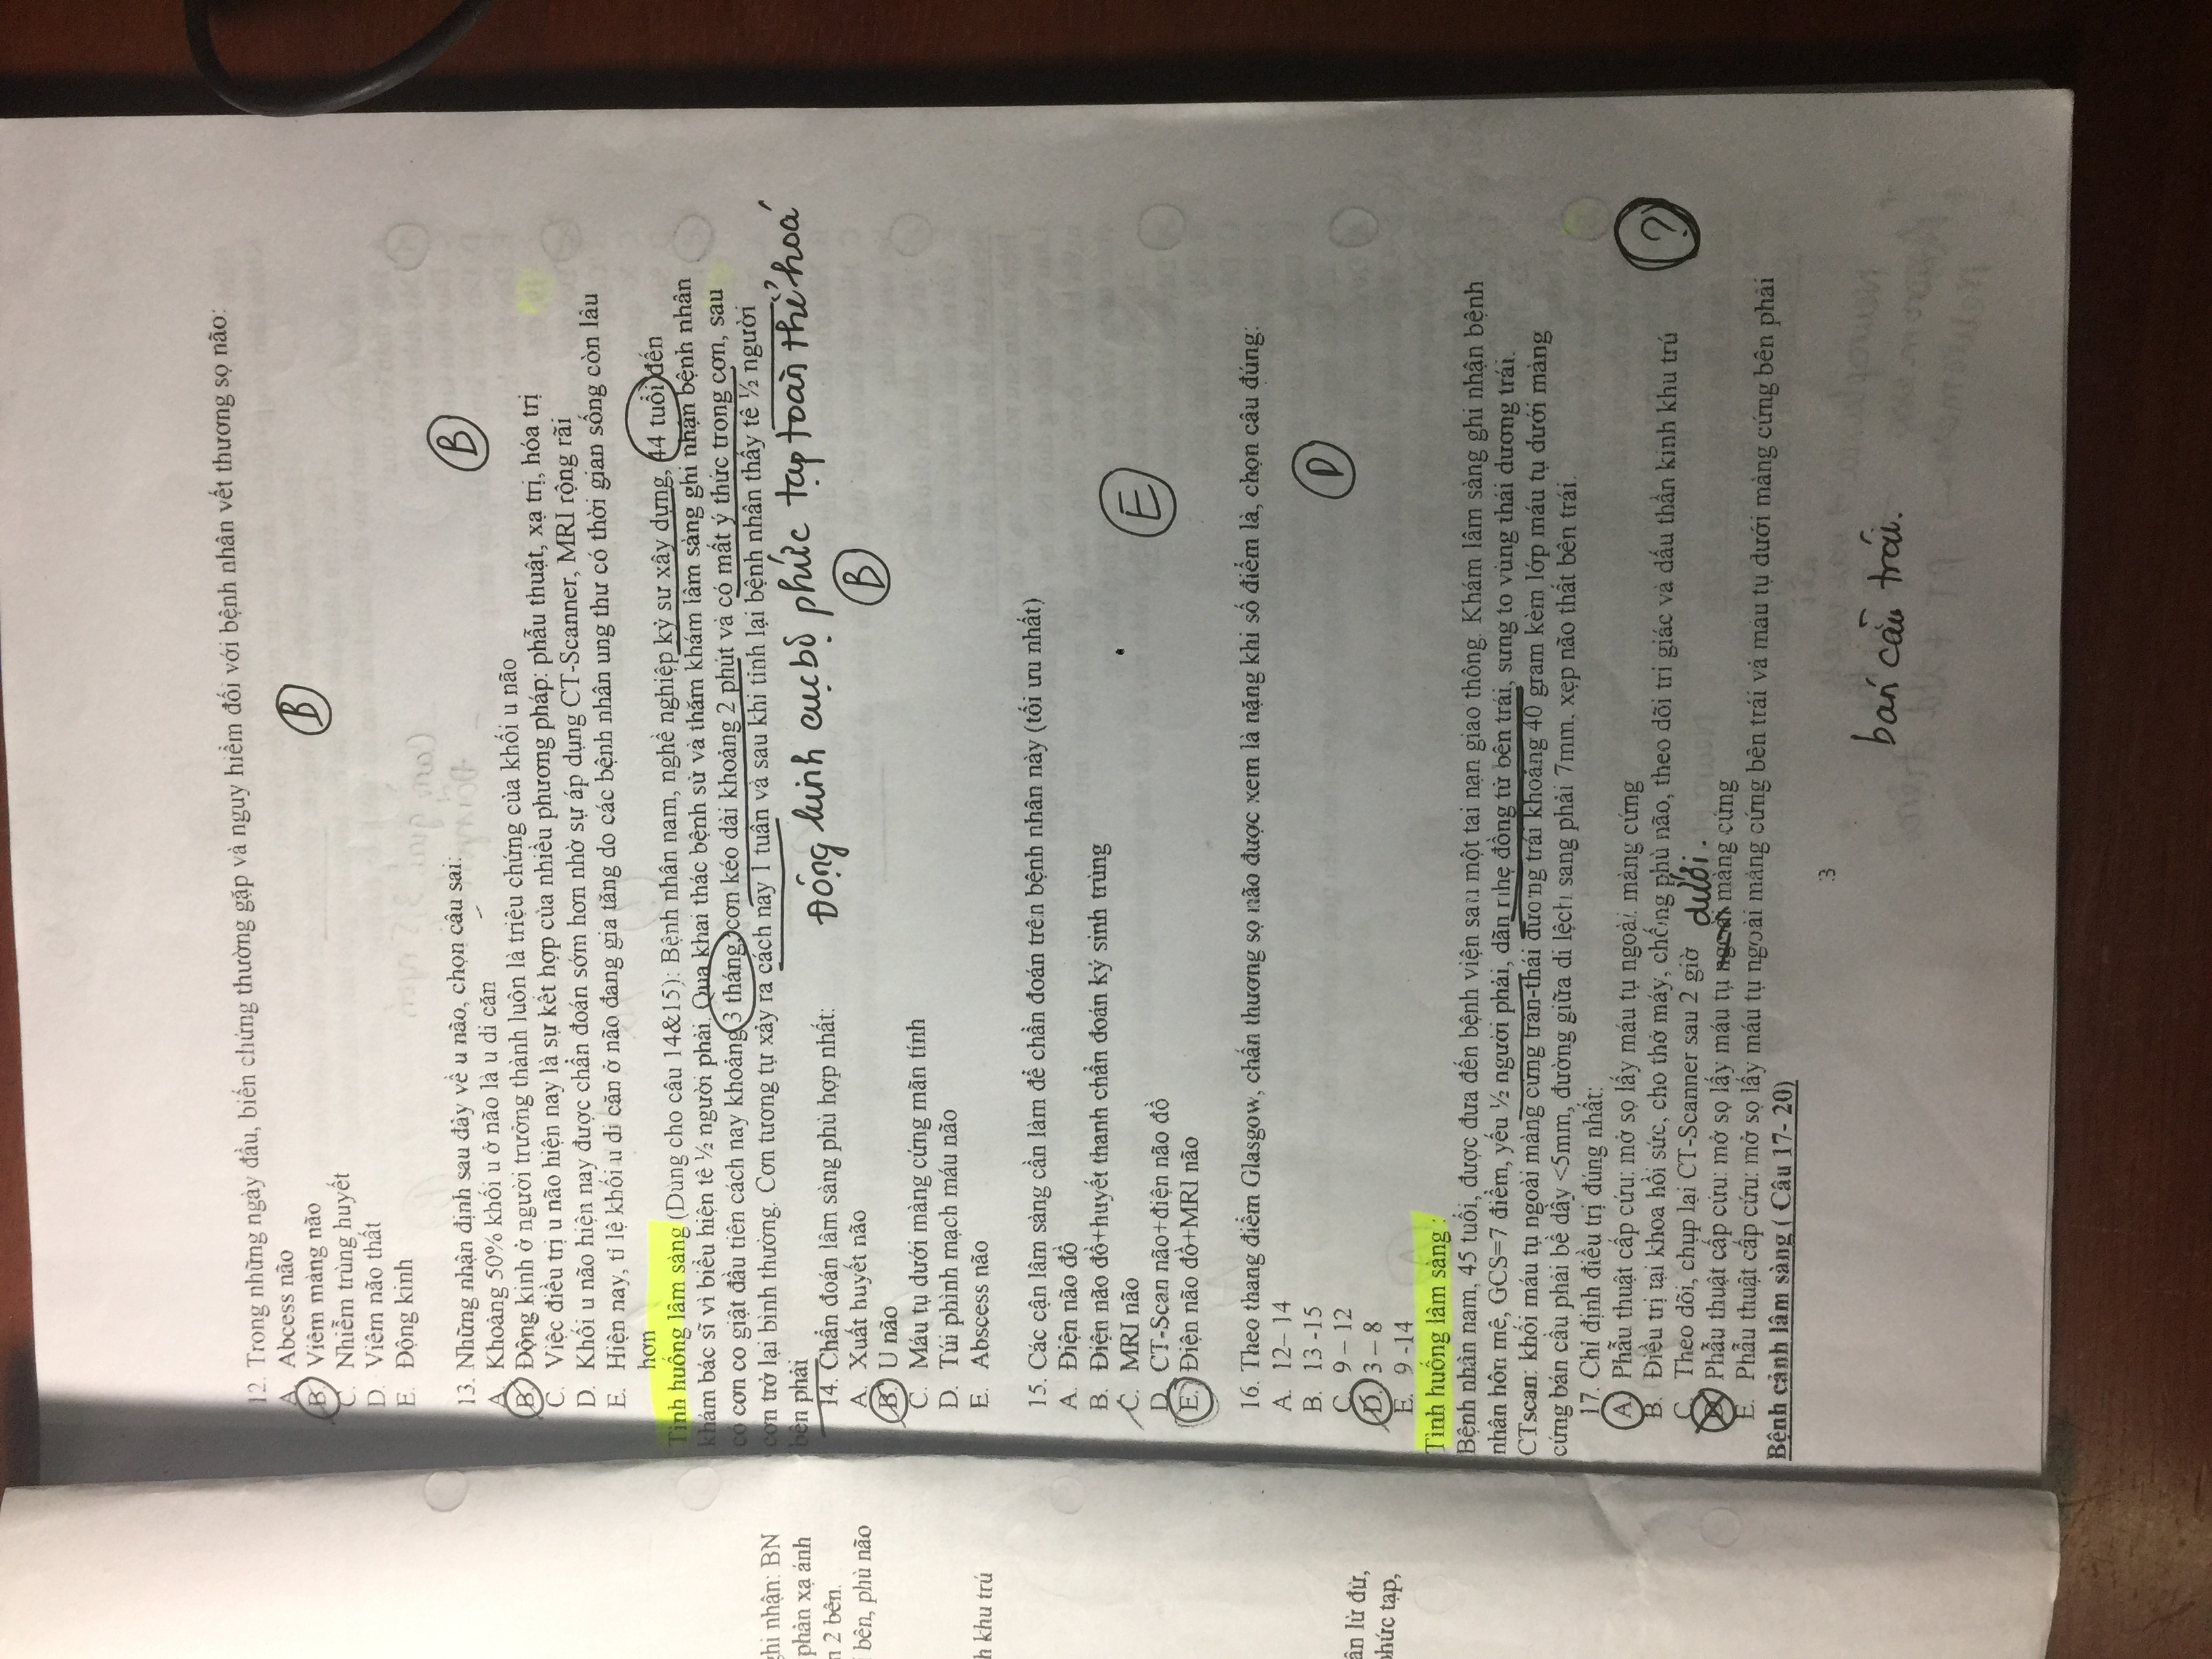 12. Trong những ngày đầu, biến chứng thường gặp và nguy hiểm đối với bệnh nhân vết thương sọ não:
A. Abcess não
B. Viêm màng não
B
C. Nhiễm trùng huyết
D. Viêm não thất
E. Động kinh
13. Những nhận định sau đây về u não, chọn câu sai:
B
A. Khoảng 50% khối u ở não là u di căn
B. Động kinh ở người trưởng thành luôn là triệu chứng của khối u não
C. Việc điều trị u não hiện nay là sự kết hợp của nhiều phương pháp: phẫu thuật, xạ trị, hóa trị
D. Khối u não hiện nay được chẩn đoán sớm hơn nhờ sự áp dụng CT-Scanner, MRI rộng rãi
E. Hiện nay, tỉ lệ khối u di căn ở não đang gia tăng do các bệnh nhân ung thư có thời gian sống còn lâu
hơn
Tình huống lâm sàng (Dùng cho câu 14&15): Bệnh nhân nam, nghề nghiệp kỹ sư xây dựng, 44 tuổi đến
khám bác sĩ vì biểu hiện tê ½ người phải. Qua khai thác bệnh sử và thăm khám lâm sàng ghi nhận bệnh nhân
có cơn co giật đầu tiên cách nay khoảng 3 tháng, cơn kéo dài khoảng 2 phút và có mất ý thức trong cơn, sau
cơn trở lại bình thường. Cơn tương tự xảy ra cách nay 1 tuần và sau khi tỉnh lại bệnh nhân thấy tê ½ người
bên phải
Động kinh cục bộ phức tạp toàn thể hoá
14. Chẩn đoán lâm sàng phù hợp nhất:
A. Xuất huyết não
B
B. U não
C. Máu tụ dưới màng cứng mãn tính
D. Túi phình mạch máu não
E. Abscess não
15. Các cận lâm sàng cần làm để chẩn đoán trên bệnh nhân này (tối ưu nhất)
A. Điện não đồ
B. Điện não đồ+huyết thanh chẩn đoán ký sinh trùng
C. MRI não
E
D. CT-Scan não+điện não đồ
E. Điện não đồ+MRI não
16. Theo thang điểm Glasgow, chấn thương sọ não được xem là nặng khi số điểm là, chọn câu đúng:
A. 12– 14
B. 13 -15
D
C. 9 – 12
D. 3 – 8
E. 9 -14
Tình huống lâm sàng :
Bệnh nhân nam, 45 tuổi, được đưa đến bệnh viện sau một tai nạn giao thông. Khám lâm sàng ghi nhận bệnh
nhân hôn mê, GCS=7 điểm, yếu ½ người phải, dãn nhẹ đồng tử bên trái, sưng to vùng thái dương trái.
CTscan: khối máu tụ ngoài màng cứng trán-thái dương trái khoảng 40 gram kèm lớp máu tụ dưới màng
cứng bán cầu phải bề dầy <5mm, đường giữa di lệch sang phải 7mm, xẹp não thất bên trái.
17. Chỉ định điều trị đúng nhất:
A. Phẫu thuật cấp cứu: mở sọ lấy máu tụ ngoài màng cứng
B. Điều trị tại khoa hồi sức, cho thở máy, chống phù não, theo dõi tri giác và dấu thần kinh khu trú
?
C. Theo dõi, chụp lại CT-Scanner sau 2 giờ
dưới.
D. Phẫu thuật cấp cứu: mở sọ lấy máu tụ ngoài màng cứng
E. Phẫu thuật cấp cứu: mở sọ lấy máu tụ ngoài màng cứng bên trái và máu tụ dưới màng cứng bên phải
Bệnh cảnh lâm sàng ( Câu 17- 20)
3
bán cầu trái.
ghi nhận: BN
phản xạ ánh
n 2 bên.
bên, phù não
h khu trú
ân lừ đừ,
phức tạp,